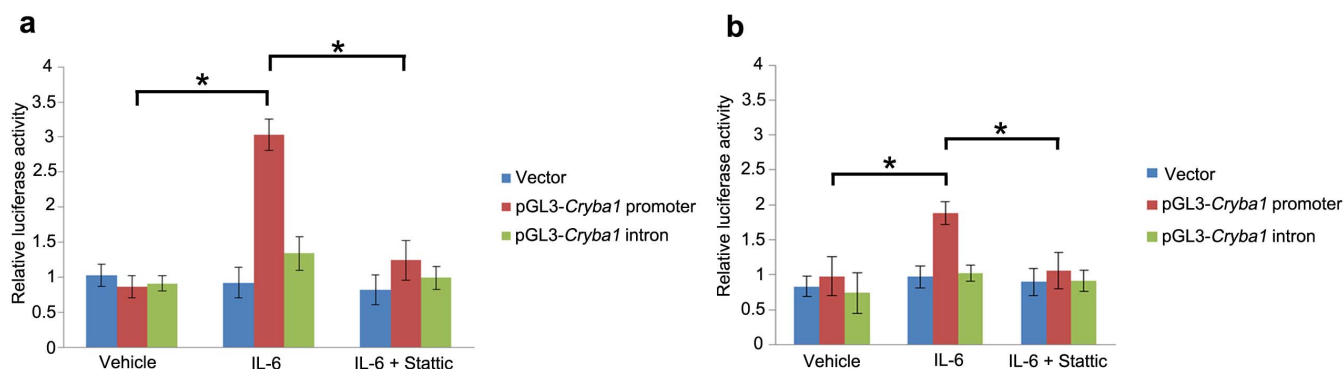 a
Relative luciferase activity
4
3.5
3
2.5
2
1.5
1
0.5
0
*
*
Vehicle
IL-6
IL-6 + Stattic
Vector
pGL3-Cryba1 promoter
pGL3-Cryba1 intron
b
Relative luciferase activity
4
3.5
3
2.5
2
1.5
1
0.5
0
*
*
Vehicle
IL-6
IL-6 + Stattic
Vector
pGL3-Cryba1 promoter
pGL3-Cryba1 intron